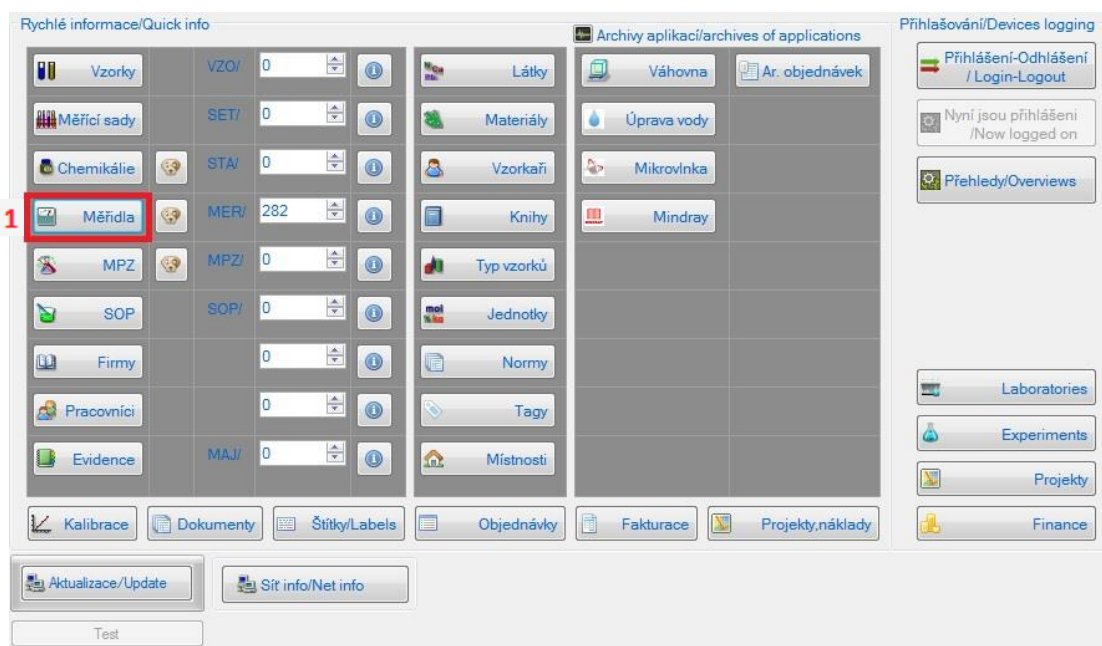 Rychlé informace/Quick info
Archivy aplikací/archives of applications
Přihlašování/Devices logging
Vzorky VZO/ 0 Látky Váhovna Ar. objednávek
Přihlášení-Odhlášení
/ Login-Logout
Měřící sady SET/ 0 Materiály Úprava vody
Nyní jsou přihlášeni
/Now logged on
Chemikálie STA/ 0 Vzorkaři Mikrovlnka
Přehledy/Overviews
1 Měřidla MER/ 282 Knihy Mindray
MPZ MPZ/ 0 Typ vzorků
SOP SOP/ 0 mol % kg Jednotky
Firmy 0 Normy
Laboratories
Pracovníci 0 Tagy
Experiments
Evidence MAJ/ 0 Místnosti
Projekty
Kalibrace Dokumenty Štítky/Labels Objednávky Fakturace Projekty,náklady Finance
Aktualizace/Update Síť info/Net info
Test